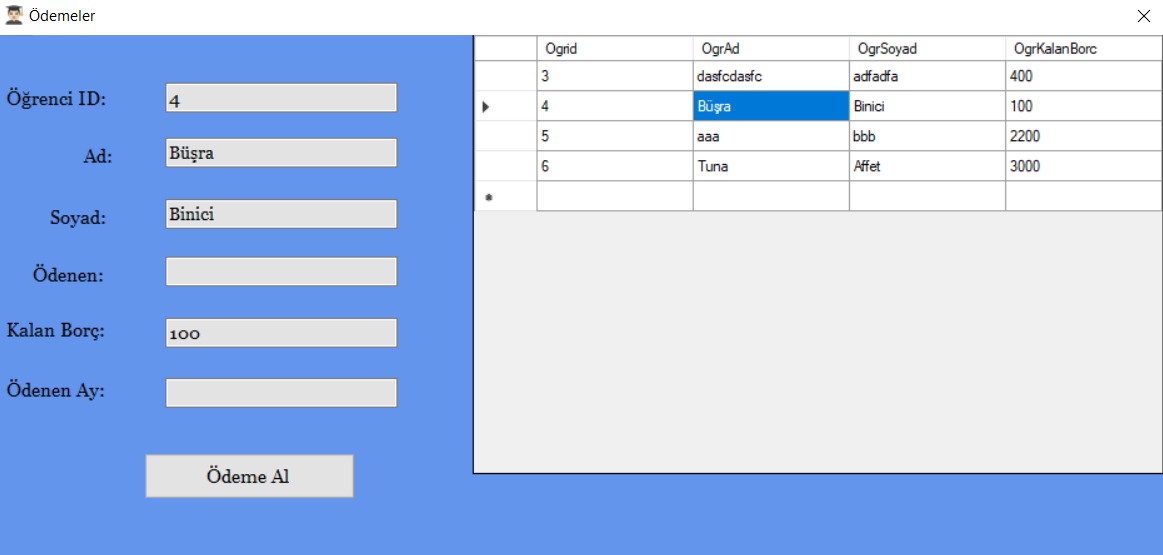 Ödemeler
Öğrenci ID: 4
Ad: Büşra
Soyad: Binici
Ödenen:
Kalan Borç: 100
Ödenen Ay:
Ödeme Al
Ogrid OgrAd OgrSoyad OgrKalanBorc
3 dasfcdasfc adfadfa 400
4 Büşra Binici 100
5 aaa bbb 2200
6 Tuna Affet 3000